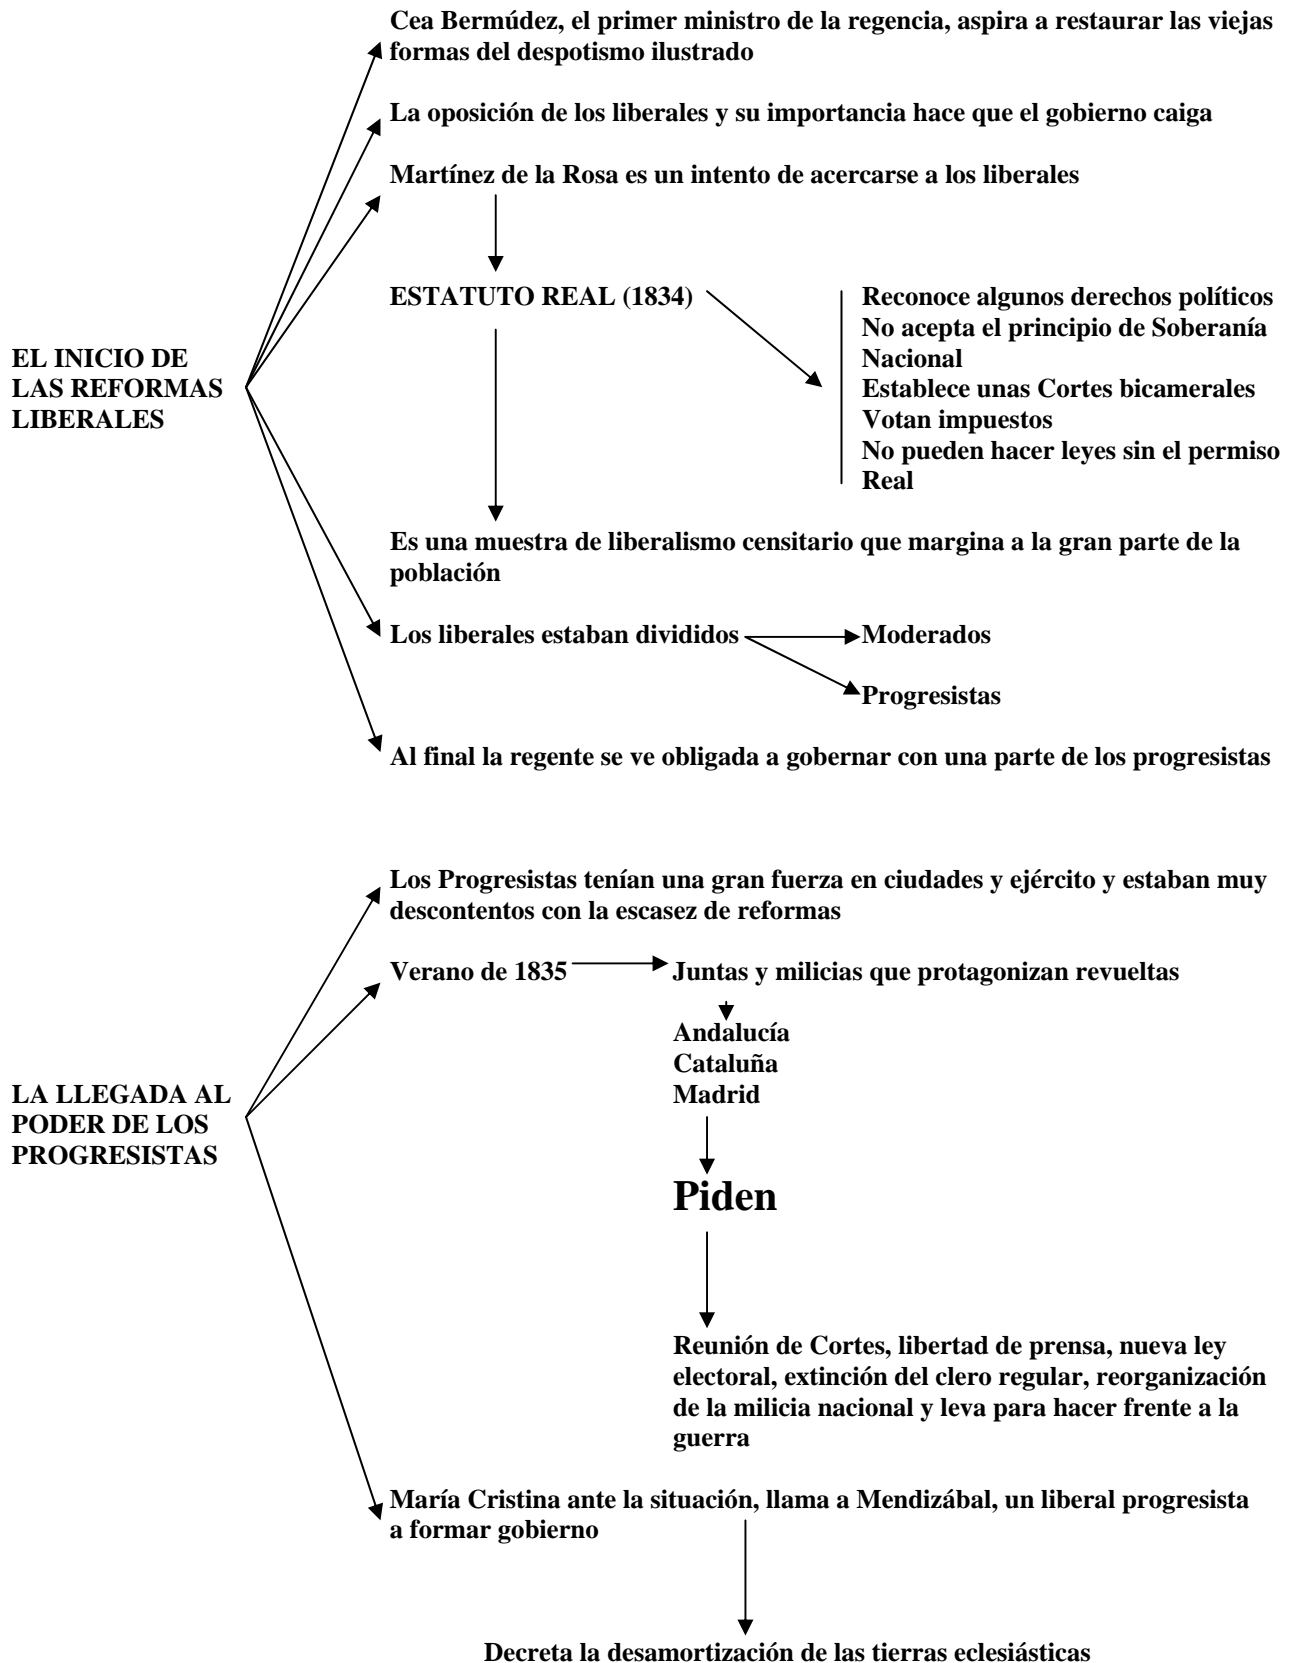 Cea Bermúdez, el primer ministro de la regencia, aspira a restaurar las viejas
formas del despotismo ilustrado
La oposición de los liberales y su importancia hace que el gobierno caiga
Martínez de la Rosa es un intento de acercarse a los liberales
ESTATUTO REAL (1834)
Reconoce algunos derechos políticos
No acepta el principio de Soberanía
Nacional
Establece unas Cortes bicamerales
Votan impuestos
No pueden hacer leyes sin el permiso
Real
EL INICIO DE
LAS REFORMAS
LIBERALES
Es una muestra de liberalismo censitario que margina a la gran parte de la
población
Los liberales estaban divididos
Moderados
Progresistas
Al final la regente se ve obligada a gobernar con una parte de los progresistas
Los Progresistas tenían una gran fuerza en ciudades y ejército y estaban muy
descontentos con la escasez de reformas
Verano de 1835
Juntas y milicias que protagonizan revueltas
Andalucía
Cataluña
Madrid
LA LLEGADA AL
PODER DE LOS
PROGRESISTAS
Piden
Reunión de Cortes, libertad de prensa, nueva ley
electoral, extinción del clero regular, reorganización
de la milicia nacional y leva para hacer frente a la
guerra
María Cristina ante la situación, llama a Mendizábal, un liberal progresista
a formar gobierno
Decreta la desamortización de las tierras eclesiásticas